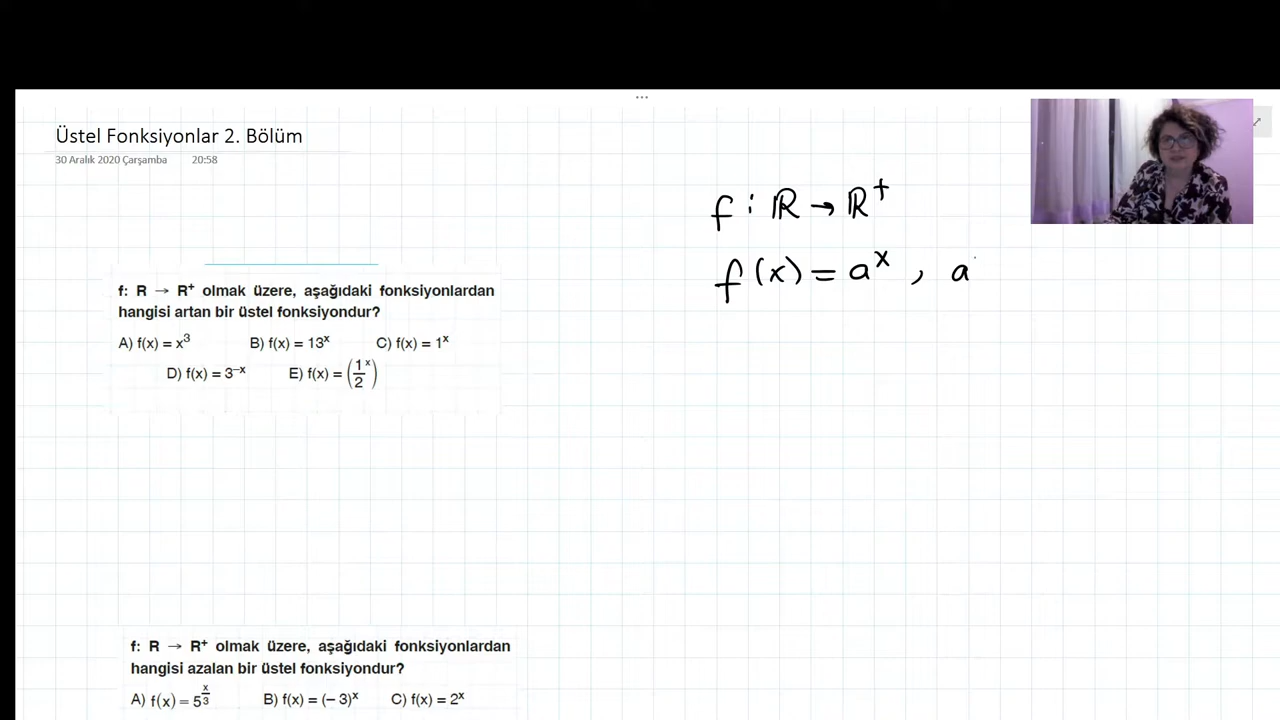 Üstel Fonksiyonlar 2. Bölüm
30 Aralık 2020 Çarşamba 20:58
f : ℝ → ℝ⁺
f(x) = aˣ , a
f: R → R⁺ olmak üzere, aşağıdaki fonksiyonlardan
hangisi artan bir üstel fonksiyondur?
A) f(x) = x³ B) f(x) = 13ˣ C) f(x) = 1ˣ
D) f(x) = 3⁻ˣ E) f(x) = (1ˣ/2)
f: R → R⁺ olmak üzere, aşağıdaki fonksiyonlardan
hangisi azalan bir üstel fonksiyondur?
A) f(x) = 5^(x/3) B) f(x) = (– 3)ˣ C) f(x) = 2ˣ